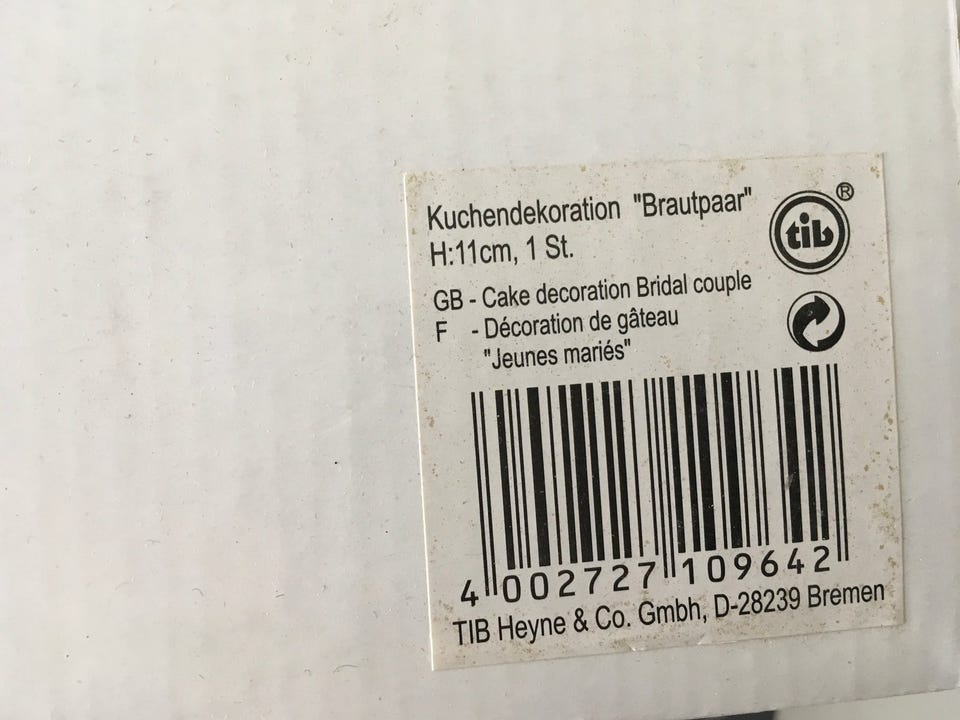 Kuchendekoration "Brautpaar"
H:11cm, 1 St.
tib®
GB - Cake decoration Bridal couple
F - Décoration de gâteau
"Jeunes mariés"
4 002727 109642
TIB Heyne & Co. Gmbh, D-28239 Bremen